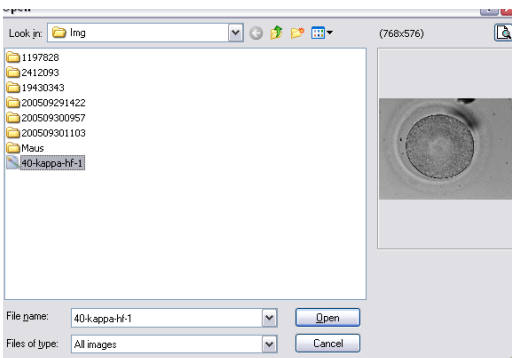 Open
Look in: Img
(768x576)
1197828
2412093
19430343
200509291422
200509300957
200509301103
Maus
40-kappa-hf-1
File name: 40-kappa-hf-1 Open
Files of type: All images Cancel